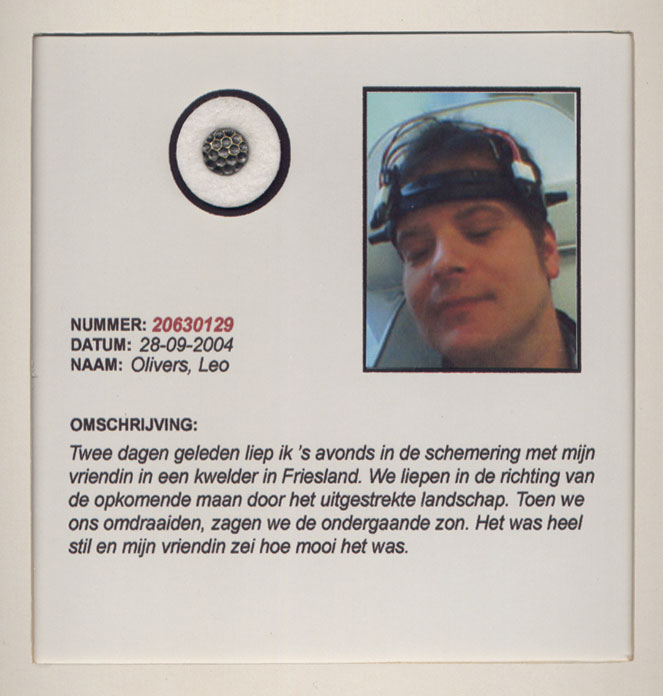 NUMMER: 20630129
DATUM: 28-09-2004
NAAM: Olivers, Leo
OMSCHRIJVING:
Twee dagen geleden liep ik 's avonds in de schemering met mijn
vriendin in een kwelder in Friesland. We liepen in de richting van
de opkomende maan door het uitgestrekte landschap. Toen we
ons omdraaiden, zagen we de ondergaande zon. Het was heel
stil en mijn vriendin zei hoe mooi het was.